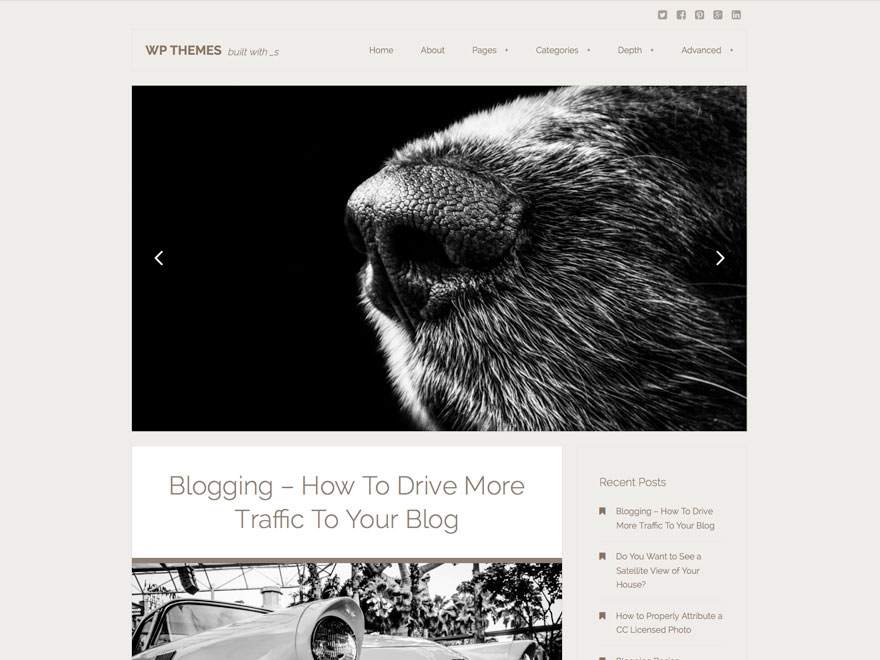 WP THEMES built with _s
Home About Pages + Categories + Depth + Advanced +
Blogging – How To Drive More
Traffic To Your Blog
Recent Posts
Blogging – How To Drive
More Traffic To Your Blog
Do You Want to See a
Satellite View of Your
House?
How to Properly Attribute a
CC Licensed Photo